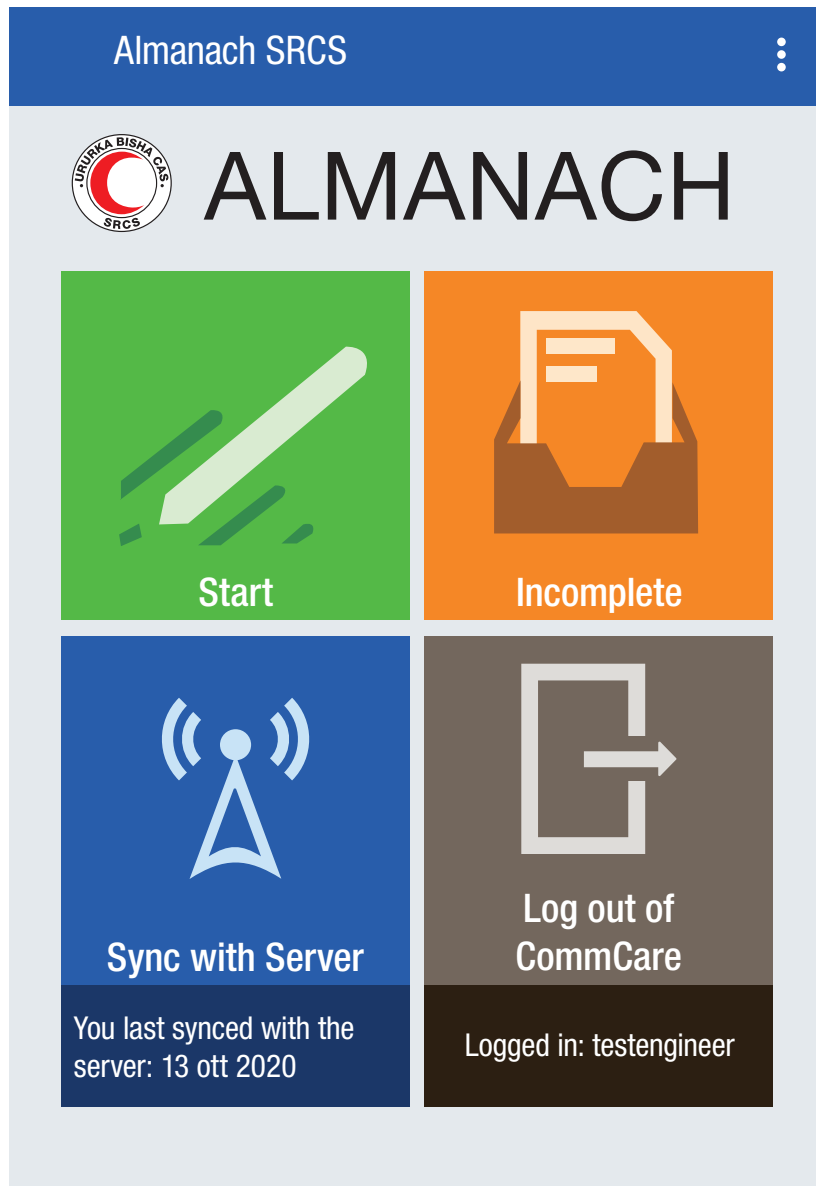 Almanach SRCS
URURKA BISHA CAS
SRCS
ALMANACH
Start
Incomplete
Sync with Server
Log out of
CommCare
You last synced with the
server: 13 ott 2020
Logged in: testengineer